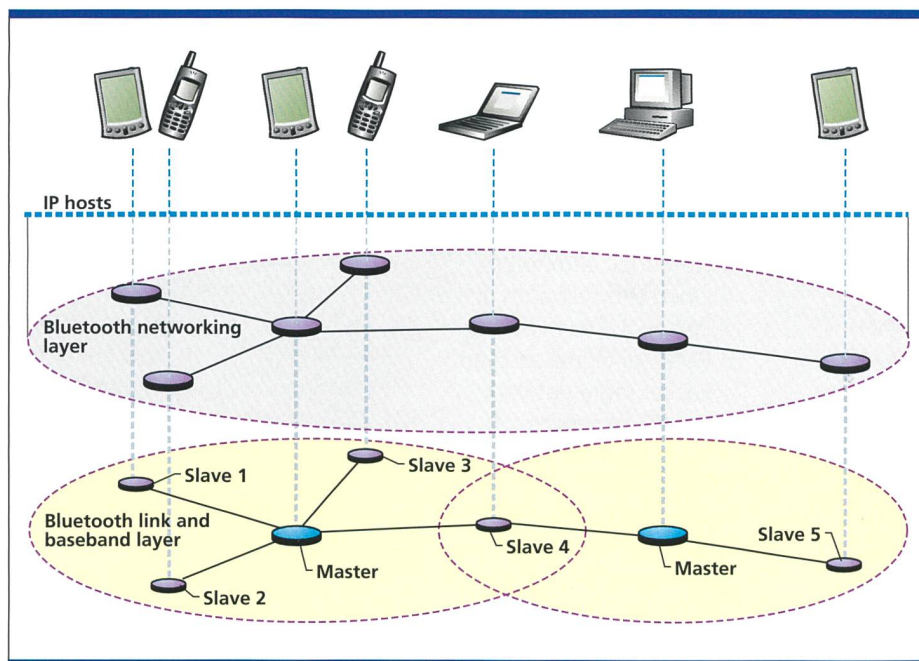 IP hosts
Bluetooth networking
layer
Slave 1
Slave 3
Bluetooth link and
baseband layer
Slave 4
Slave 5
Master
Master
Slave 2